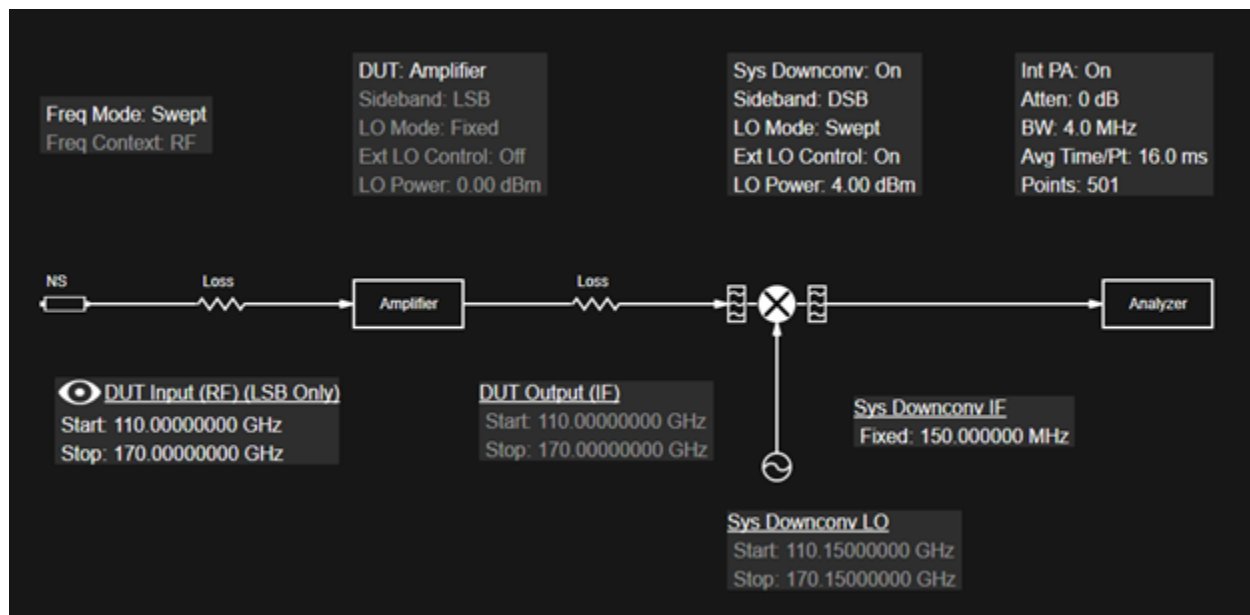 Freq Mode: Swept
Freq Context: RF
DUT: Amplifier
Sideband: LSB
LO Mode: Fixed
Ext LO Control: Off
LO Power: 0.00 dBm
Sys Downconv: On
Sideband: DSB
LO Mode: Swept
Ext LO Control: On
LO Power: 4.00 dBm
Int PA: On
Atten: 0 dB
BW: 4.0 MHz
Avg Time/Pt: 16.0 ms
Points: 501
NS
Loss
Amplifier
Loss
Analyzer
DUT Input (RF) (LSB Only)
Start: 110.00000000 GHz
Stop: 170.00000000 GHz
DUT Output (IF)
Start: 110.00000000 GHz
Stop: 170.00000000 GHz
Sys Downconv IF
Fixed: 150.000000 MHz
Sys Downconv LO
Start: 110.15000000 GHz
Stop: 170.15000000 GHz